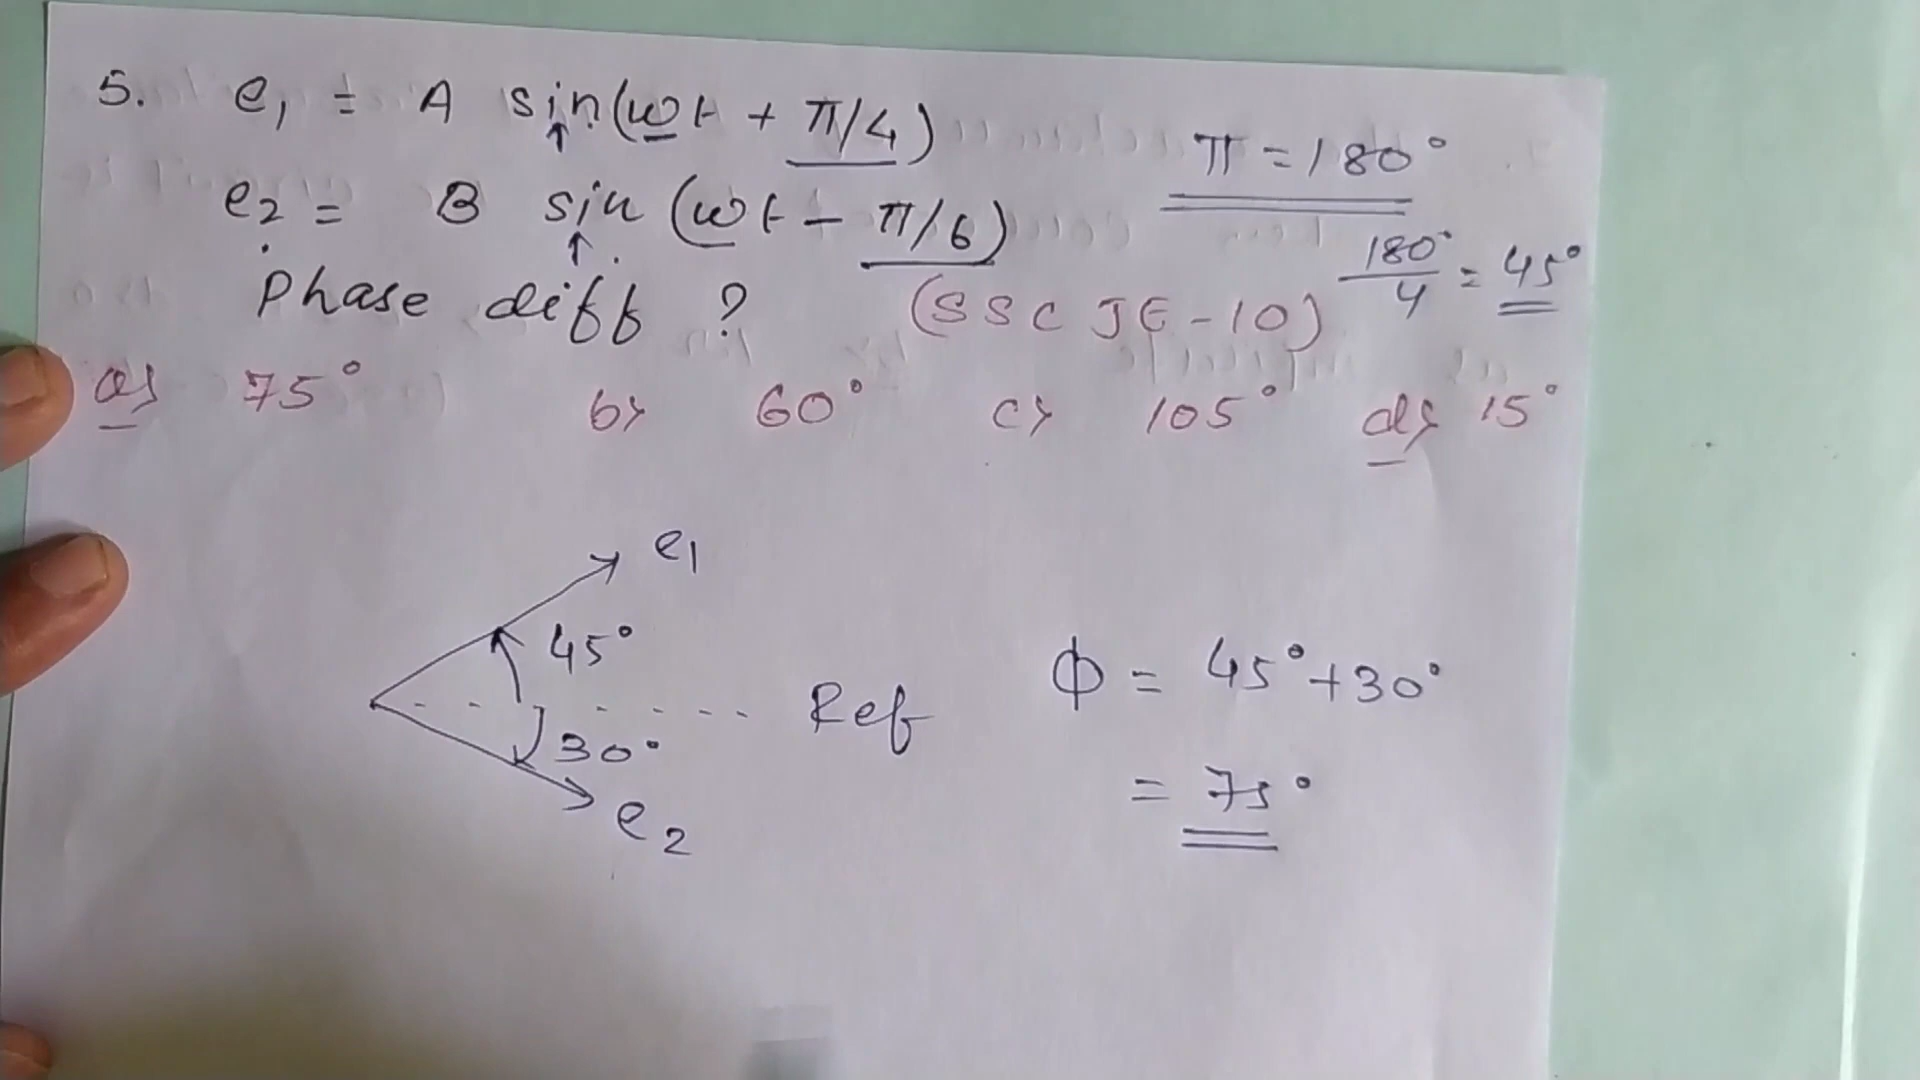 5. e₁ = A sin(ωt + π/4)
π = 180°
e₂ = B sin(ωt - π/6)
180°/4 = 45°
Phase diff ? (SSC JE-10)
a) 75° b) 60° c) 105° d) 15°
e₁
45°
Ref
30°
e₂
ϕ = 45°+30°
= 75°